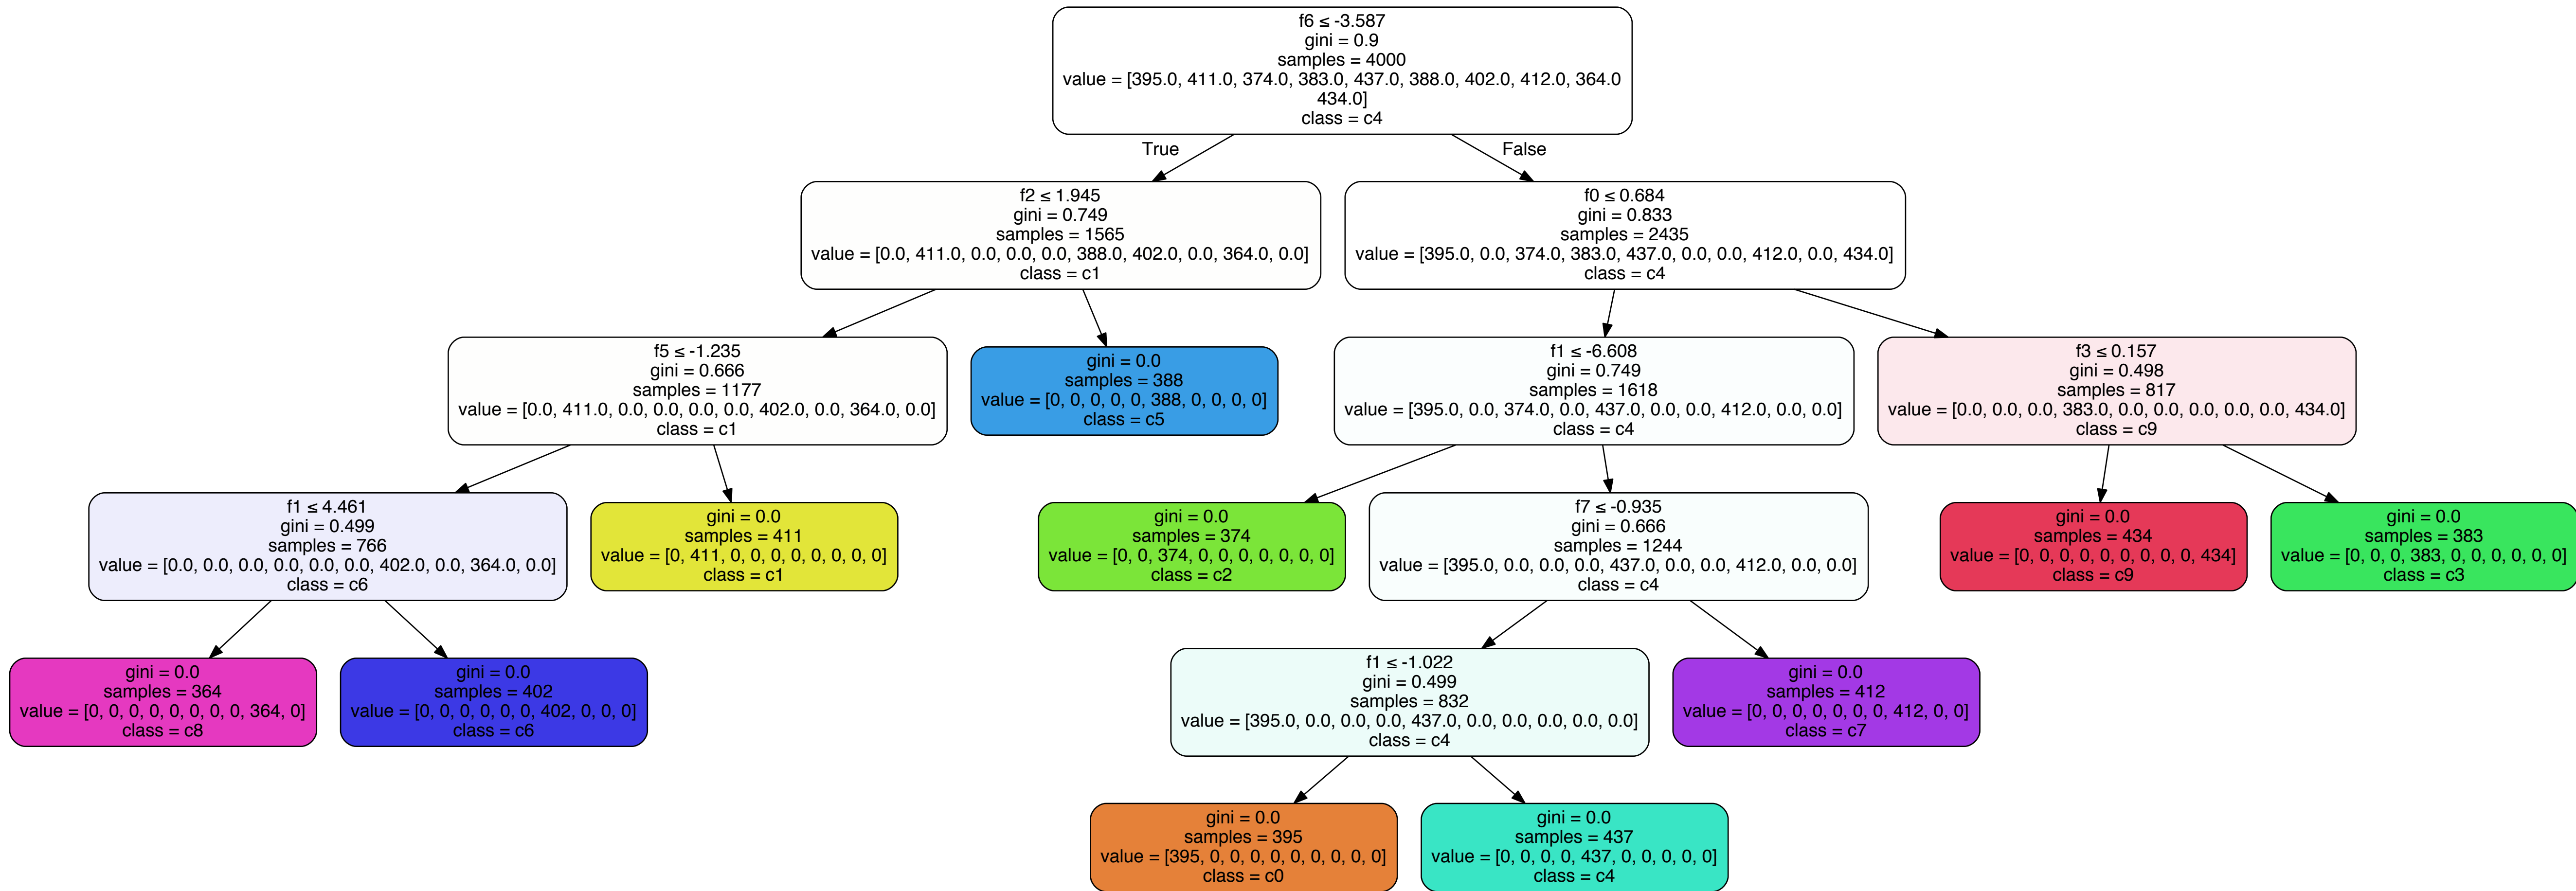 f6 ≤ -3.587
gini = 0.9
samples = 4000
value = [395.0, 411.0, 374.0, 383.0, 437.0, 388.0, 402.0, 412.0, 364.0
434.0]
class = c4
True
False
f2 ≤ 1.945
gini = 0.749
samples = 1565
value = [0.0, 411.0, 0.0, 0.0, 0.0, 388.0, 402.0, 0.0, 364.0, 0.0]
class = c1
f0 ≤ 0.684
gini = 0.833
samples = 2435
value = [395.0, 0.0, 374.0, 383.0, 437.0, 0.0, 0.0, 412.0, 0.0, 434.0]
class = c4
f5 ≤ -1.235
gini = 0.666
samples = 1177
value = [0.0, 411.0, 0.0, 0.0, 0.0, 0.0, 402.0, 0.0, 364.0, 0.0]
class = c1
gini = 0.0
samples = 388
value = [0, 0, 0, 0, 0, 388, 0, 0, 0, 0]
class = c5
f1 ≤ -6.608
gini = 0.749
samples = 1618
value = [395.0, 0.0, 374.0, 0.0, 437.0, 0.0, 0.0, 412.0, 0.0, 0.0]
class = c4
f3 ≤ 0.157
gini = 0.498
samples = 817
value = [0.0, 0.0, 0.0, 383.0, 0.0, 0.0, 0.0, 0.0, 0.0, 434.0]
class = c9
f1 ≤ 4.461
gini = 0.499
samples = 766
value = [0.0, 0.0, 0.0, 0.0, 0.0, 0.0, 402.0, 0.0, 364.0, 0.0]
class = c6
gini = 0.0
samples = 411
value = [0, 411, 0, 0, 0, 0, 0, 0, 0, 0]
class = c1
gini = 0.0
samples = 374
value = [0, 0, 374, 0, 0, 0, 0, 0, 0, 0]
class = c2
f7 ≤ -0.935
gini = 0.666
samples = 1244
value = [395.0, 0.0, 0.0, 0.0, 437.0, 0.0, 0.0, 412.0, 0.0, 0.0]
class = c4
gini = 0.0
samples = 434
value = [0, 0, 0, 0, 0, 0, 0, 0, 0, 434]
class = c9
gini = 0.0
samples = 383
value = [0, 0, 0, 383, 0, 0, 0, 0, 0, 0]
class = c3
gini = 0.0
samples = 364
value = [0, 0, 0, 0, 0, 0, 0, 0, 364, 0]
class = c8
gini = 0.0
samples = 402
value = [0, 0, 0, 0, 0, 0, 402, 0, 0, 0]
class = c6
f1 ≤ -1.022
gini = 0.499
samples = 832
value = [395.0, 0.0, 0.0, 0.0, 437.0, 0.0, 0.0, 0.0, 0.0, 0.0]
class = c4
gini = 0.0
samples = 412
value = [0, 0, 0, 0, 0, 0, 0, 412, 0, 0]
class = c7
gini = 0.0
samples = 395
value = [395, 0, 0, 0, 0, 0, 0, 0, 0, 0]
class = c0
gini = 0.0
samples = 437
value = [0, 0, 0, 0, 437, 0, 0, 0, 0, 0]
class = c4